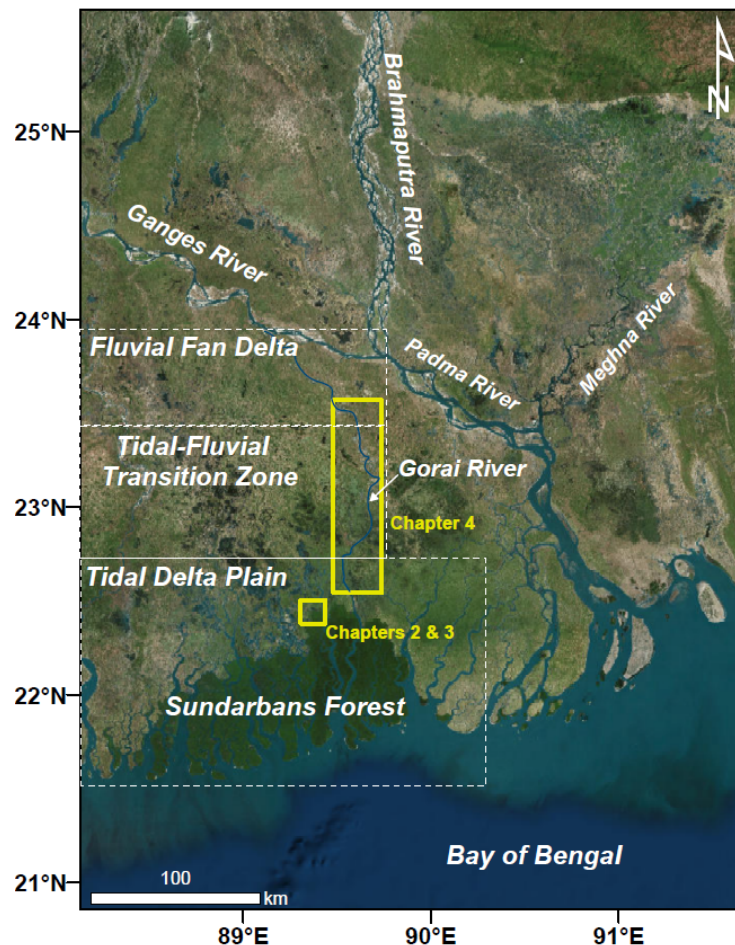 N
25°N
Brahmaputra River
Ganges River
24°N
Fluvial Fan Delta
Padma River
Meghna River
Tidal-Fluvial
Transition Zone
Gorai River
23°N
Chapter 4
Tidal Delta Plain
Chapters 2 & 3
22°N
Sundarbans Forest
Bay of Bengal
21°N
100
km
89°E
90°E
91°E